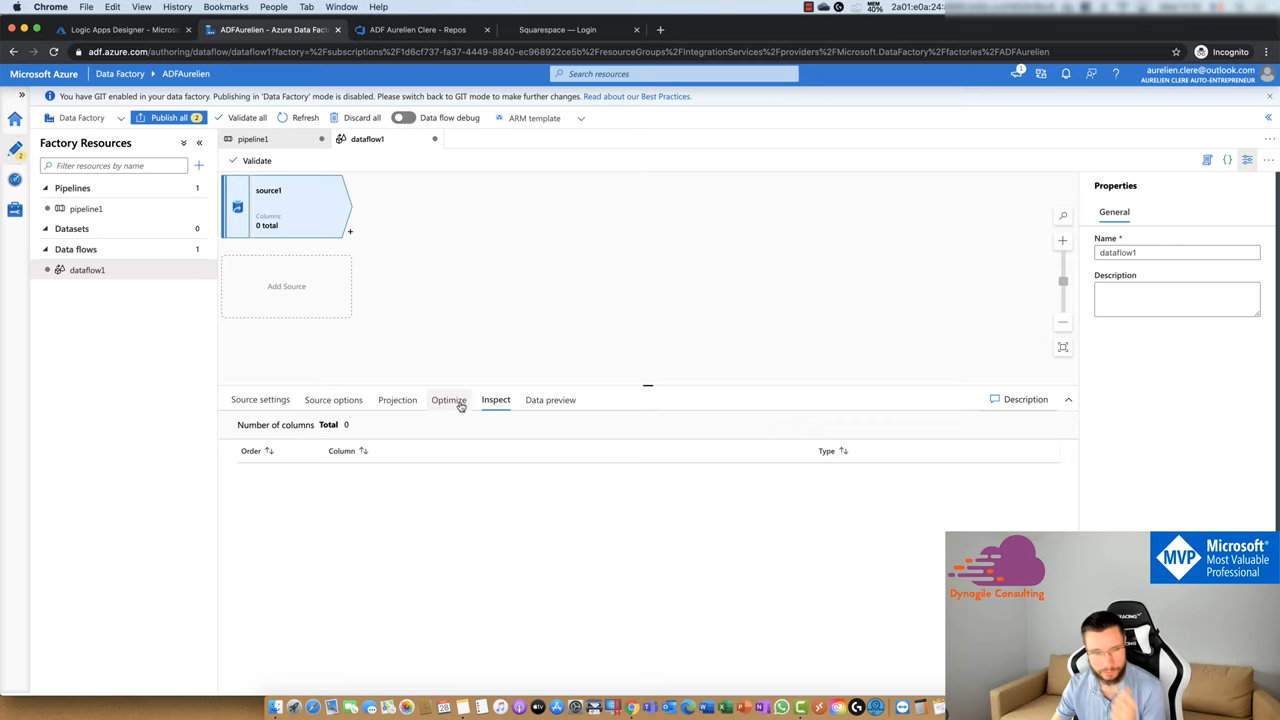 Chrome File Edit View History Bookmarks People Tab Window Help
MEM 40%
2a01:e0a:24:
Logic Apps Designer - Micros
ADFAurelien - Azure Data Fac
ADF Aurelien Clere - Repos
Squarespace — Login
adf.azure.com/authoring/dataflow/dataflow1?factory=%2Fsubscriptions%2F1d6cf737-fa37-4449-8840-ec968922ce5b%2FresourceGroups%2FIntegrationServices%2Fproviders%2FMicrosoft.DataFactory%2Ffactories%2FADFAurelien
Incognito
Microsoft Azure Data Factory ADFAurelien
Search resources
1
aurelien.clere@outlook.com
AURELIEN CLERE AUTO-ENTREPRENEUR
You have GIT enabled in your data factory. Publishing in 'Data Factory' mode is disabled. Please switch back to GIT mode to make further changes. Read about our Best Practices.
Data Factory Publish all 2 Validate all Refresh Discard all Data flow debug ARM template
Factory Resources
Filter resources by name
Pipelines 1
pipeline1
Datasets 0
Data flows 1
dataflow1
2
pipeline1
dataflow1
Validate
source1
Columns:
0 total
Add Source
Properties
General
Name *
dataflow1
Description
Source settings Source options Projection Optimize Inspect Data preview Description
Number of columns Total 0
Order Column Type
Dynagile Consulting
MVP
Microsoft®
Most Valuable
Professional